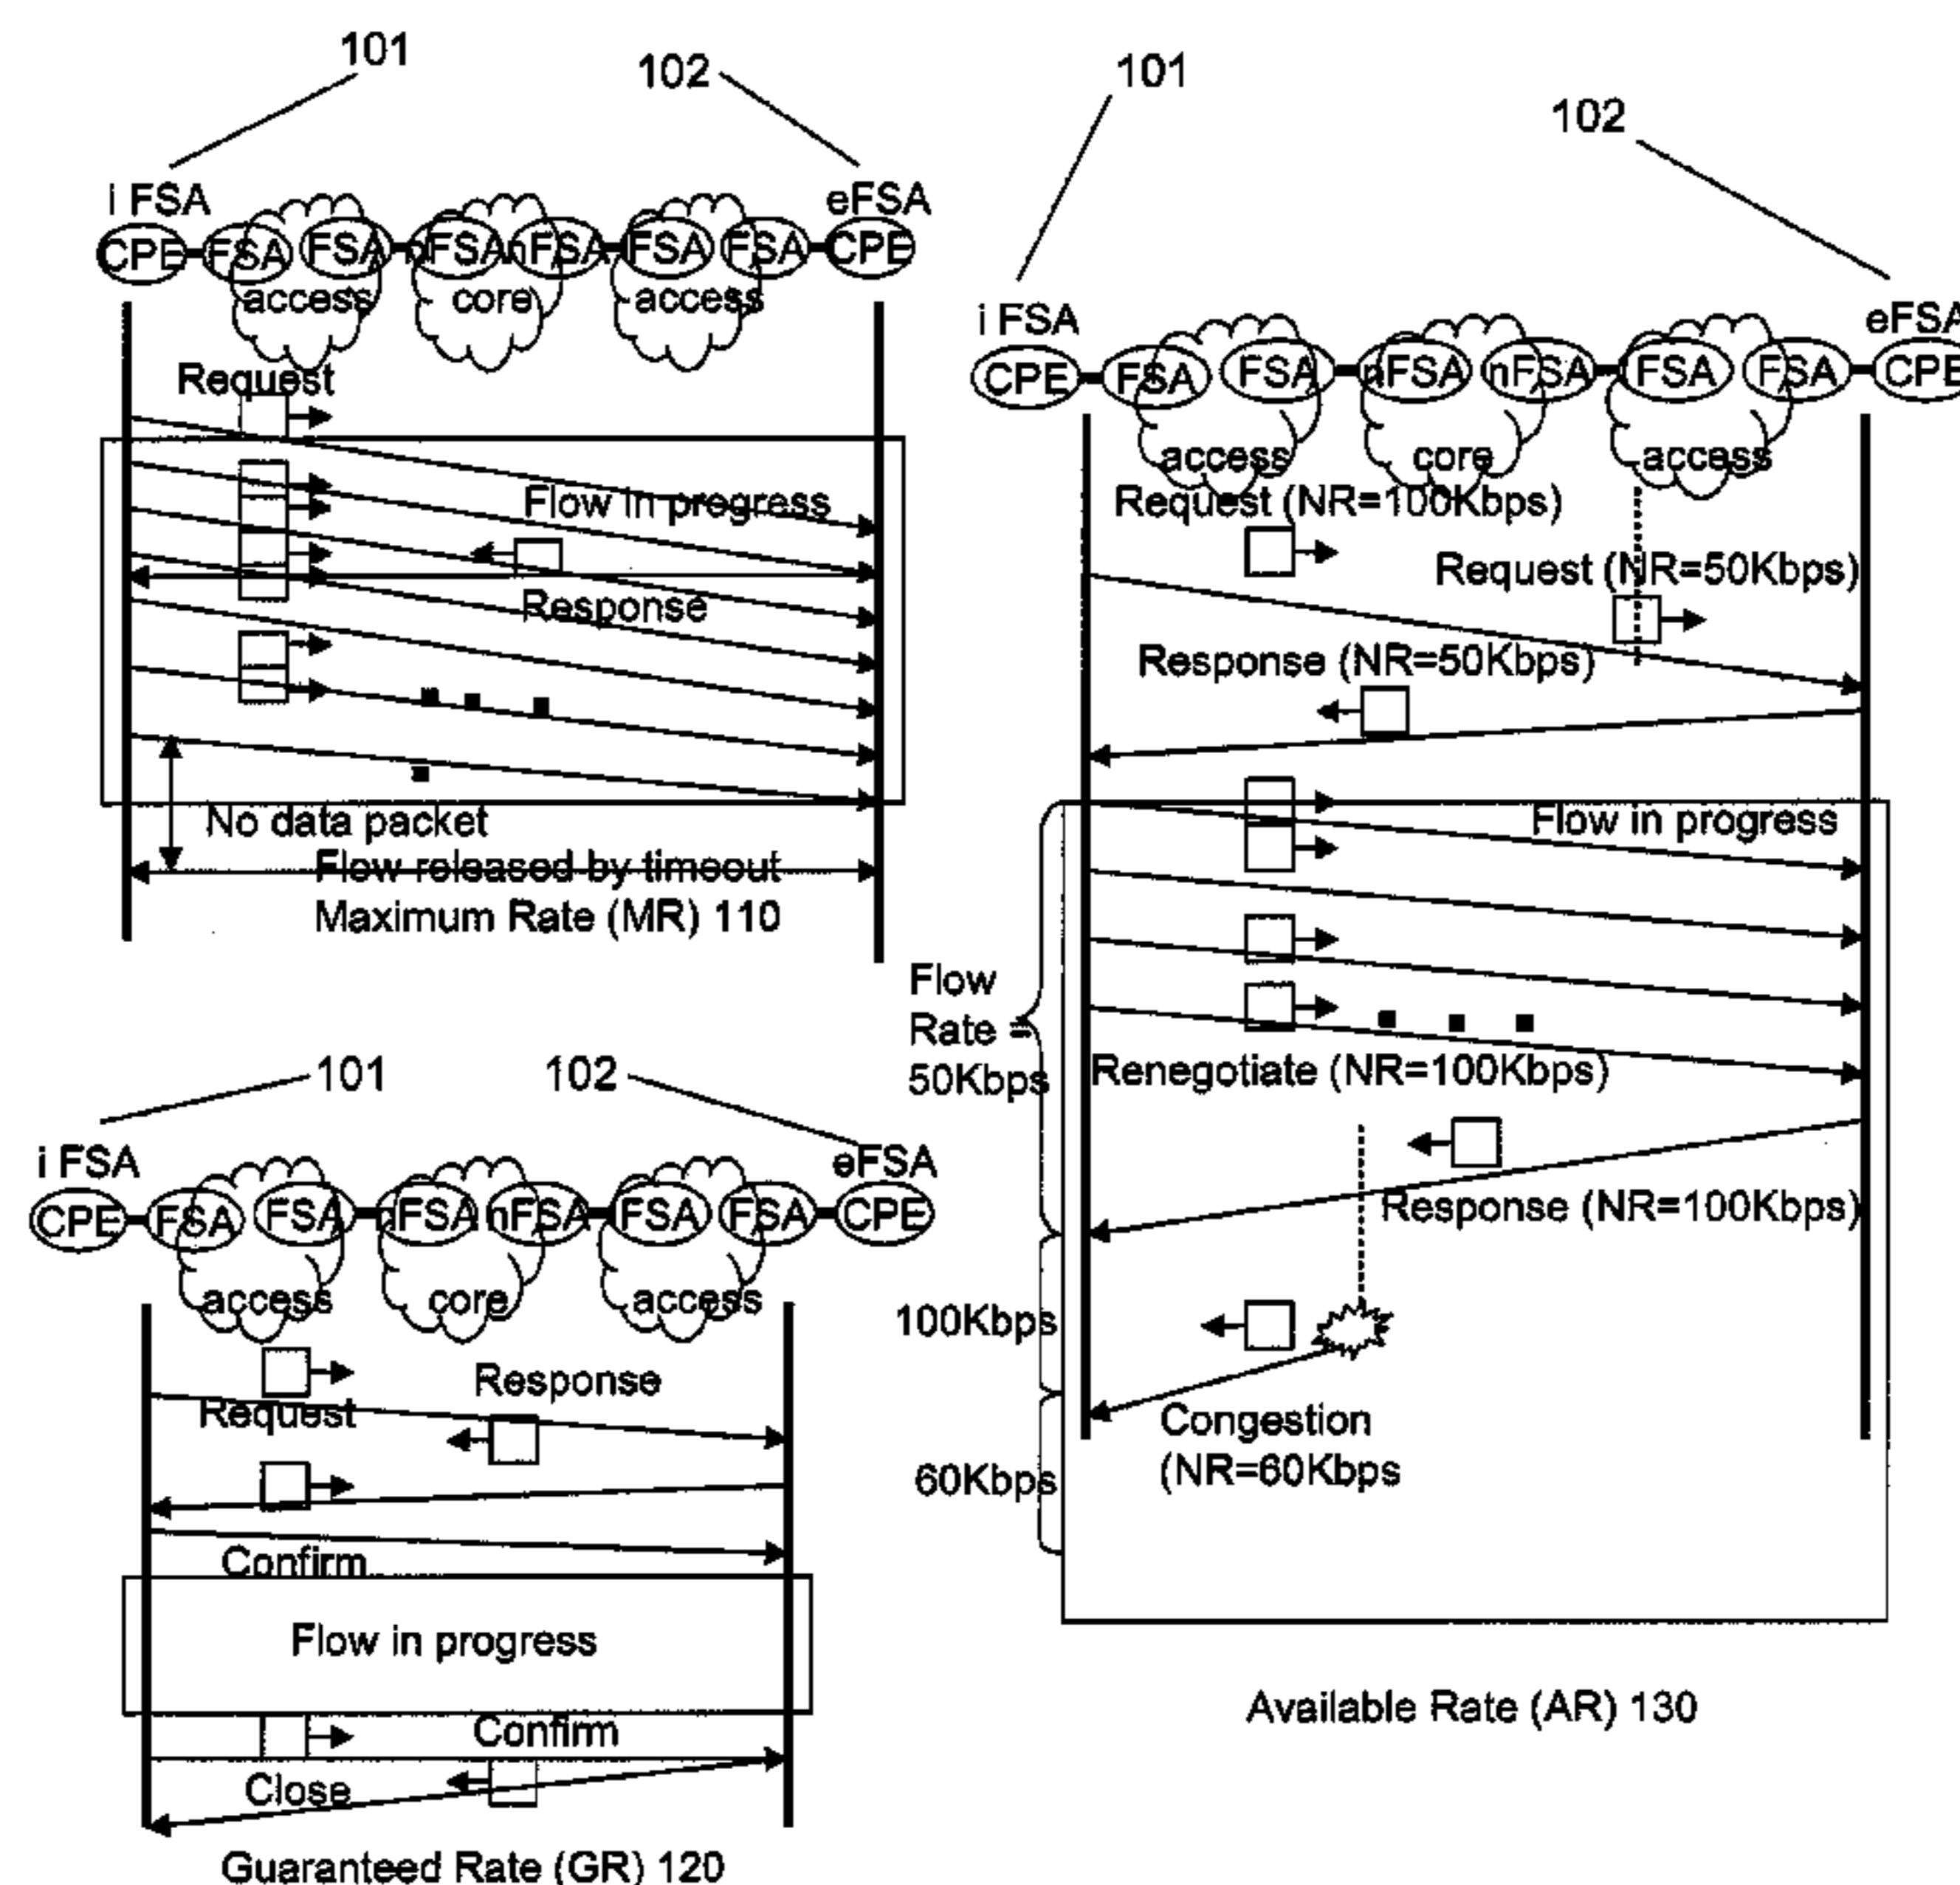 101
102
i FSA
eFSA
CPE FSA FSA nFSA nFSA FSA FSA CPE
access core access
Request
Flow in progress
Response
No data packet
Flow released by timeout
Maximum Rate (MR) 110
101
102
i FSA
eFSA
CPE FSA FSA nFSA nFSA FSA FSA CPE
access core access
Response
Request
Confirm
Flow in progress
Confirm
Close
Guaranteed Rate (GR) 120
101
102
i FSA
eFSA
CPE FSA FSA nFSA nFSA FSA FSA CPE
access core access
Request (NR=100Kbps)
Request (NR=50Kbps)
Response (NR=50Kbps)
Flow in progress
Flow
Rate =
50Kbps
Renegotiate (NR=100Kbps)
Response (NR=100Kbps)
100Kbps
Congestion
(NR=60Kbps
60Kbps
Available Rate (AR) 130